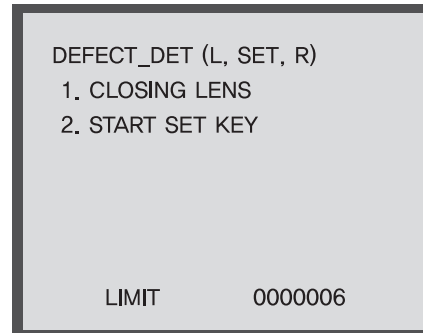 DEFECT_DET (L, SET, R)
1. CLOSING LENS
2. START SET KEY
LIMIT 0000006